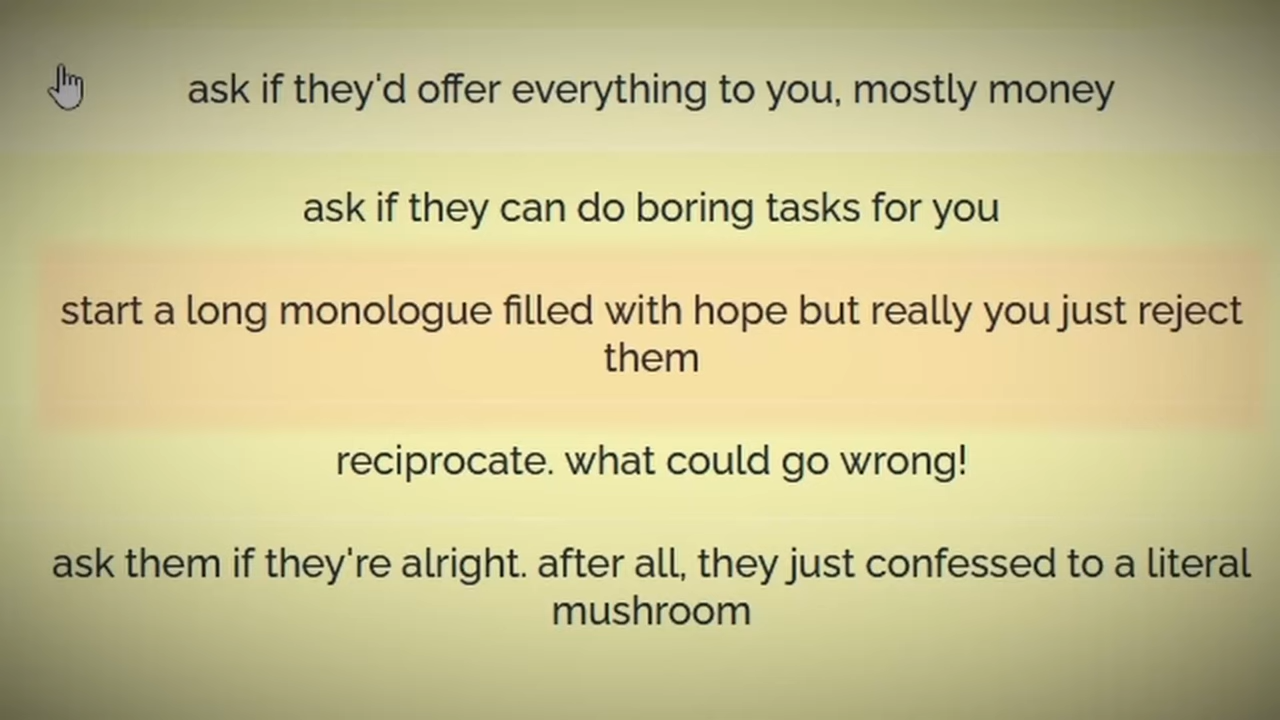 ask if they'd offer everything to you, mostly money
ask if they can do boring tasks for you
start a long monologue filled with hope but really you just reject
them
reciprocate. what could go wrong!
ask them if they're alright. after all, they just confessed to a literal
mushroom